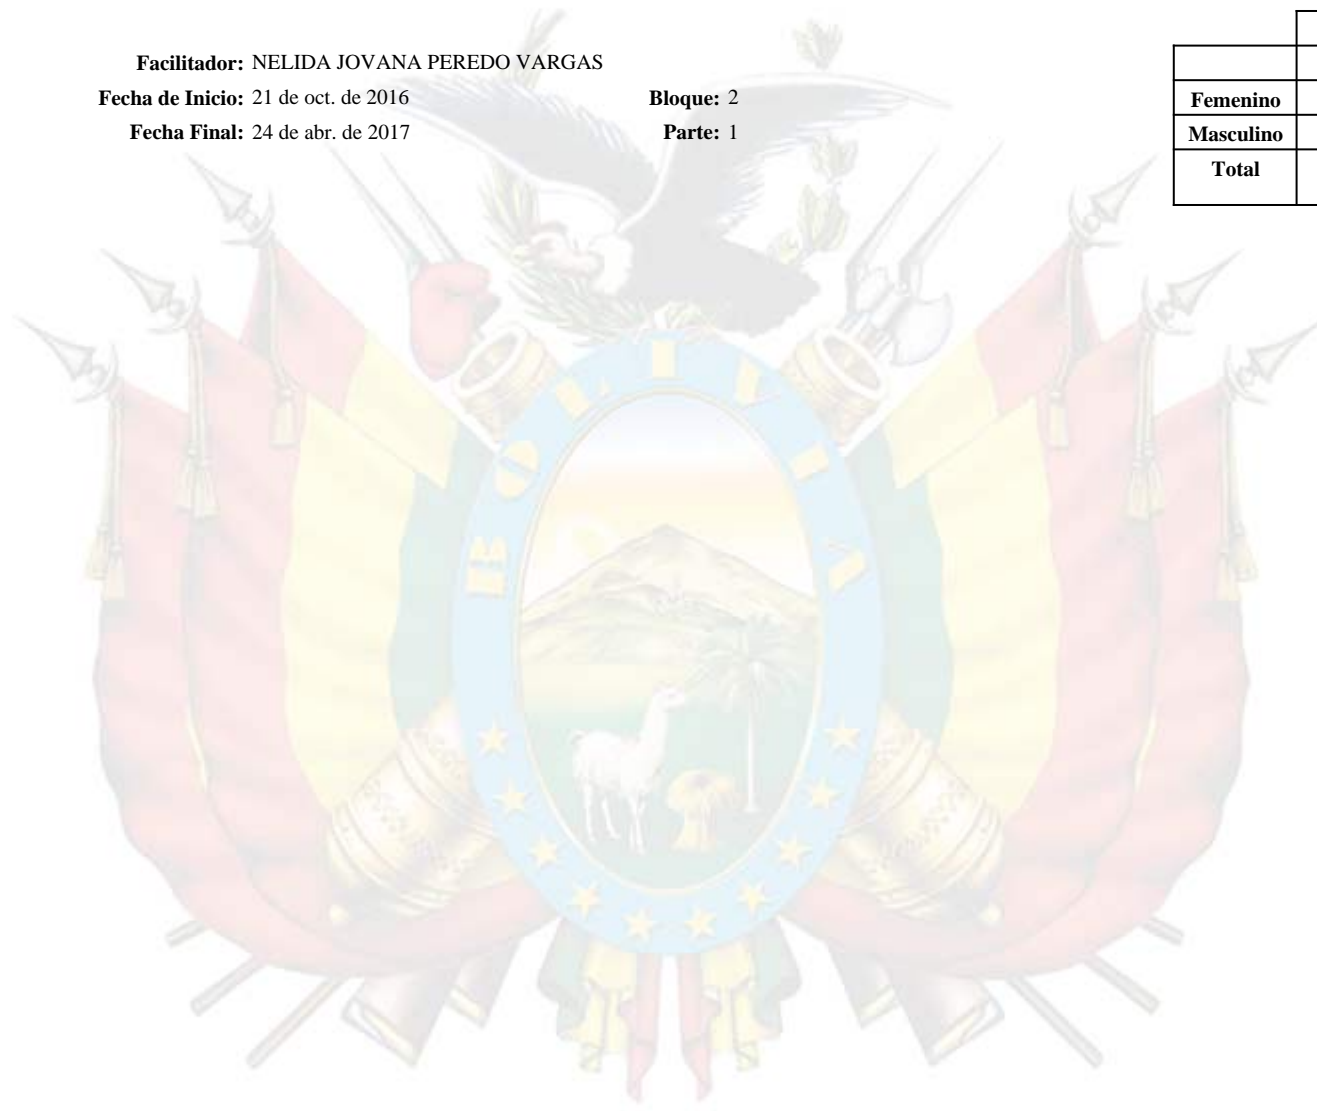 Facilitador: NELIDA JOVANA PEREDO VARGAS
Fecha de Inicio: 21 de oct. de 2016 Bloque: 2
Fecha Final: 24 de abr. de 2017 Parte: 1
Femenino
Masculino
Total
BOLIVIA